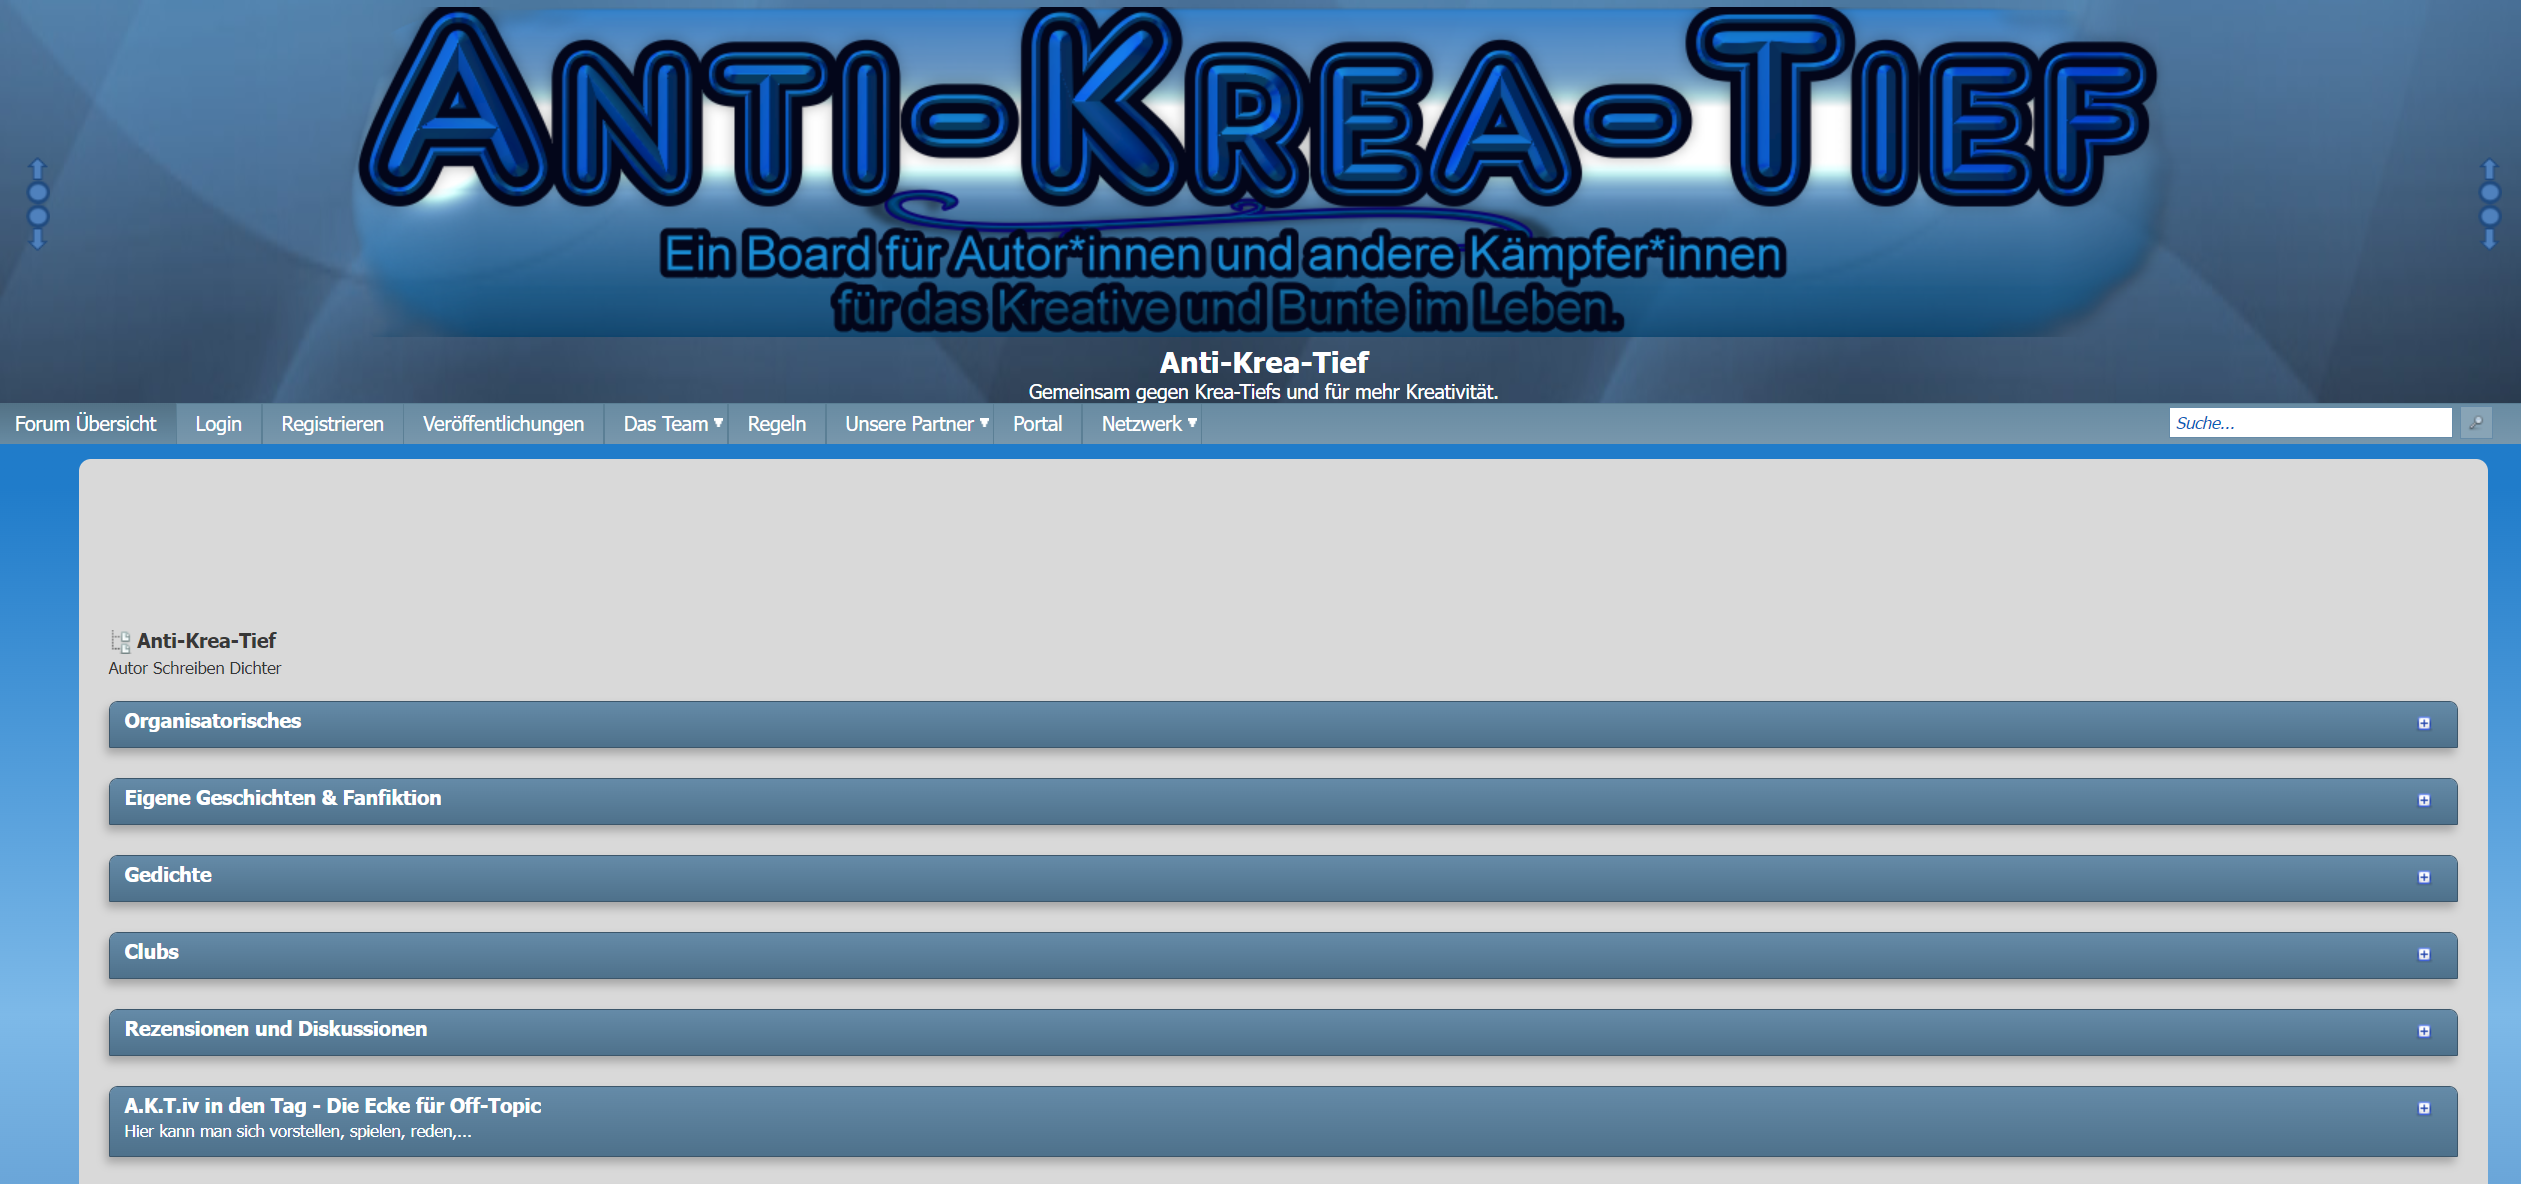 Anti-Krea-Tief
Ein Board für Autor*innen und andere Kämpfer*innen
für das Kreative und Bunte im Leben.
Anti-Krea-Tief
Gemeinsam gegen Krea-Tiefs und für mehr Kreativität.
Forum Übersicht Login Registrieren Veröffentlichungen Das Team Regeln Unsere Partner Portal Netzwerk Suche...
Anti-Krea-Tief
Autor Schreiben Dichter
Organisatorisches
Eigene Geschichten & Fanfiktion
Gedichte
Clubs
Rezensionen und Diskussionen
A.K.T.iv in den Tag - Die Ecke für Off-Topic
Hier kann man sich vorstellen, spielen, reden,...